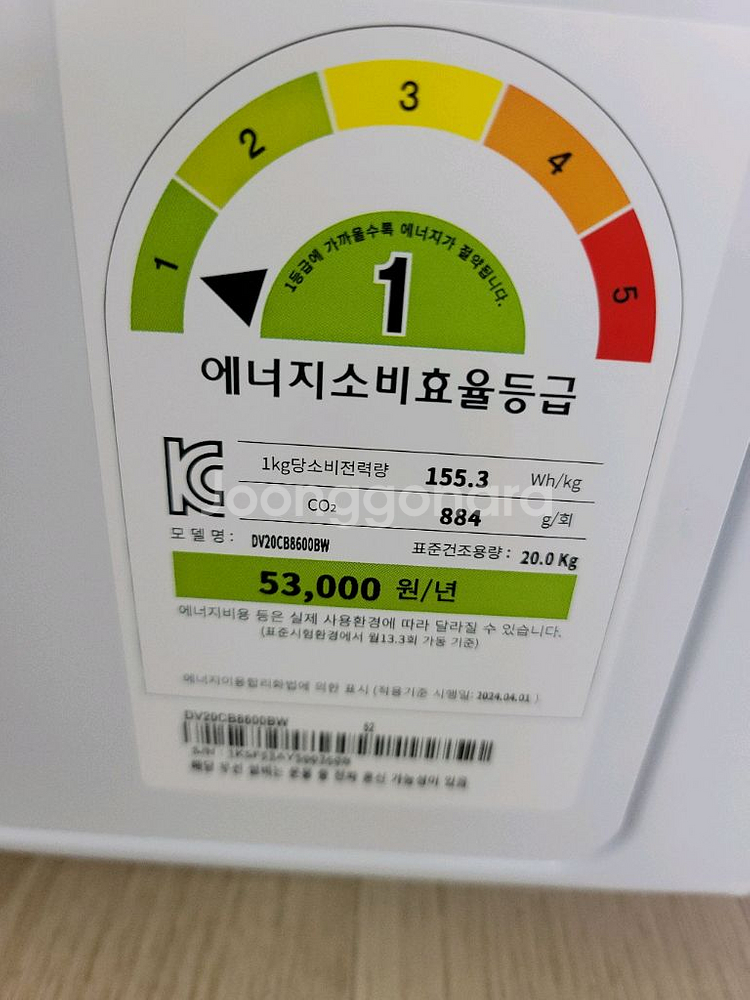 1
2
3
4
5
1등급에 가까울수록 에너지가 절약됩니다.
1
에너지소비효율등급
1kg당소비전력량 155.3 Wh/kg
CO₂ 884 g/회
joonggonara
모델명: DV20CB8600BW 표준건조용량: 20.0 Kg
53,000 원/년
에너지비용 등은 실제 사용환경에 따라 달라질 수 있습니다.
(표준시험환경에서 월13.3회 가동 기준)
에너지이용합리화법에 의한 표시 (적용기준 시행일: 2024.04.01)
DV20CB8600BW 02
S/N :